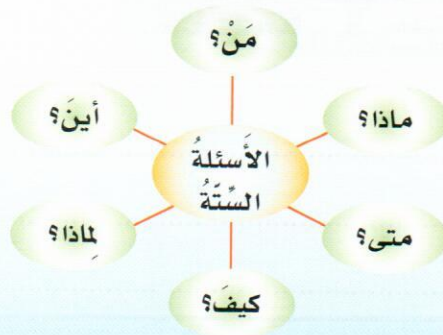 مَنْ؟
ماذا؟
أينَ؟
الأَسئلةُ
السِّتَّةُ
متى؟
لِماذا؟
كيفَ؟